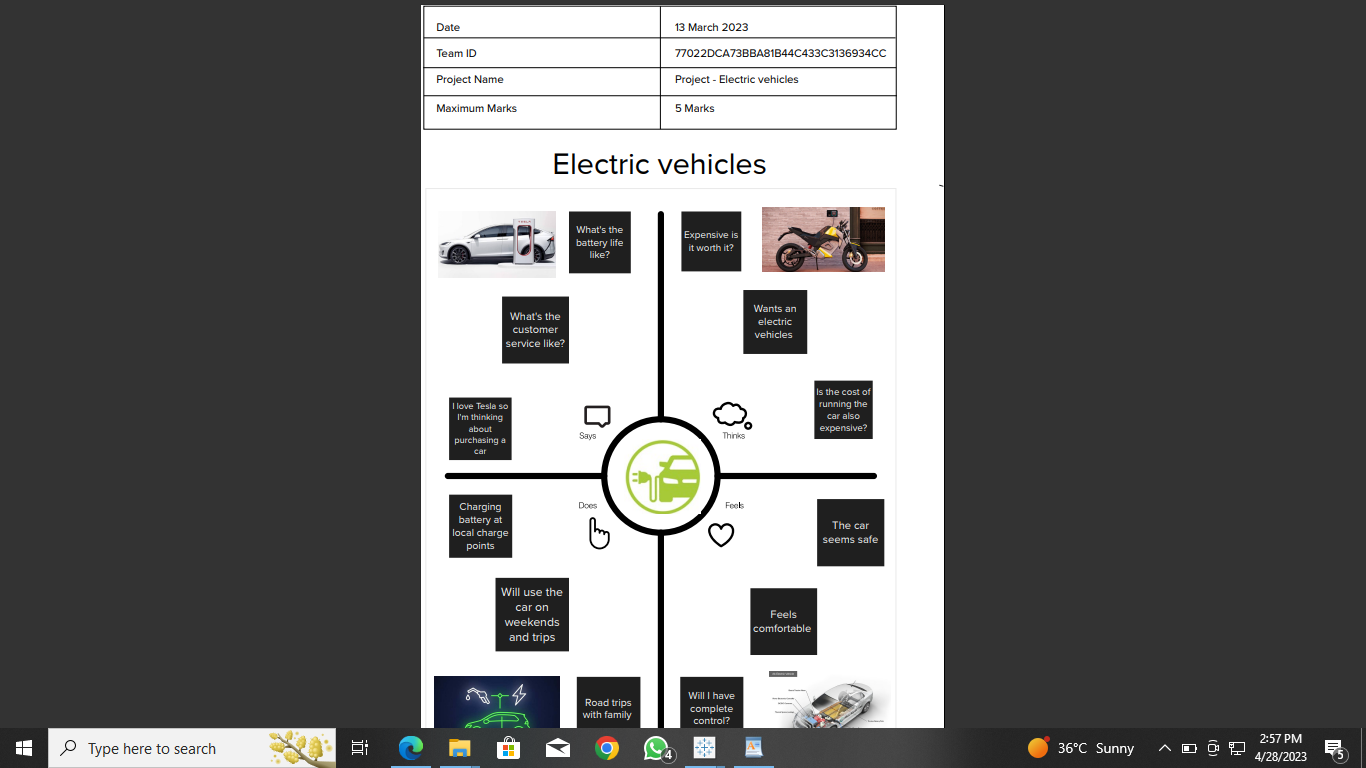 Date
13 March 2023
Team ID
77022DCA73BBA81B44C433C3136934CC
Project Name
Project - Electric vehicles
Maximum Marks
5 Marks
Electric vehicles
What's the
battery life
like?
Expensive is
it worth it?
What's the
customer
service like?
Wants an
electric
vehicles
I love Tesla so
I'm thinking
about
purchasing a
car
Says
Thinks
Is the cost of
running the
car also
expensive?
Charging
battery at
local charge
points
Does
Feels
The car
seems safe
Will use the
car on
weekends
and trips
Feels
comfortable
Road trips
with family
Will I have
complete
control?
Type here to search
4
36°C Sunny
2:57 PM
4/28/2023
5